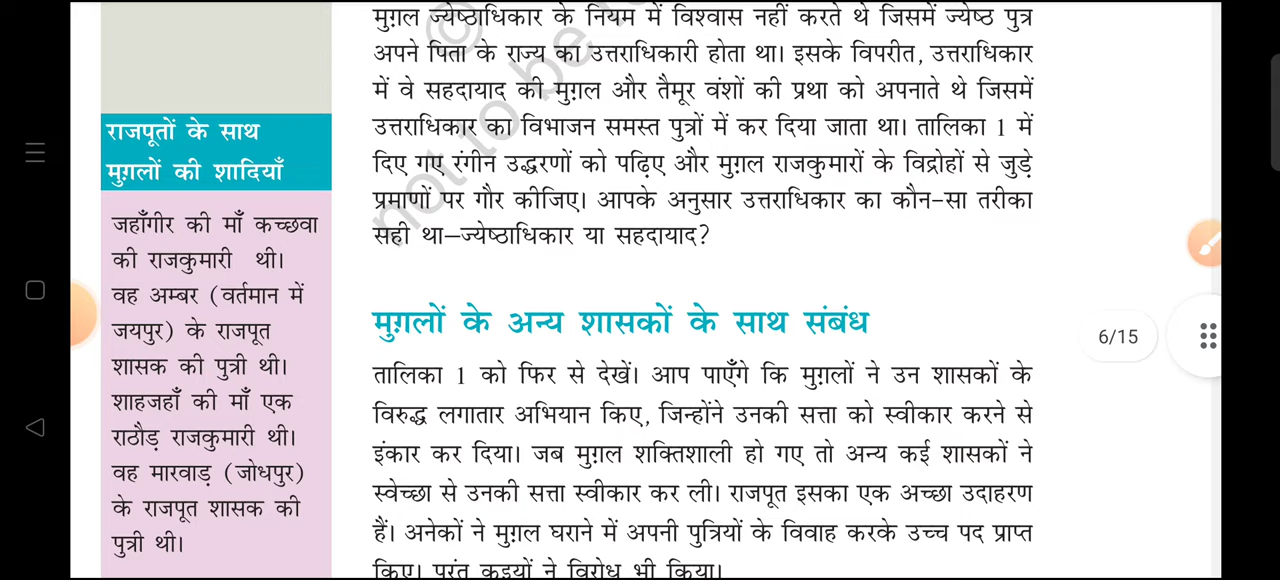 मुग़ल ज्येष्ठाधिकार के नियम में विश्वास नहीं करते थे जिसमें ज्येष्ठ पुत्र
अपने पिता के राज्य का उत्तराधिकारी होता था। इसके विपरीत, उत्तराधिकार
में वे सहदायाद की मुग़ल और तैमूर वंशों की प्रथा को अपनाते थे जिसमें
उत्तराधिकार का विभाजन समस्त पुत्रों में कर दिया जाता था। तालिका 1 में
दिए गए रंगीन उद्धरणों को पढ़िए और मुग़ल राजकुमारों के विद्रोहों से जुड़े
प्रमाणों पर गौर कीजिए। आपके अनुसार उत्तराधिकार का कौन-सा तरीका
सही था—ज्येष्ठाधिकार या सहदायाद?
©
not to be
राजपूतों के साथ
मुग़लों की शादियाँ
जहाँगीर की माँ कच्छवा
की राजकुमारी थी।
वह अम्बर (वर्तमान में
जयपुर) के राजपूत
शासक की पुत्री थी।
शाहजहाँ की माँ एक
राठौड़ राजकुमारी थी।
वह मारवाड़ (जोधपुर)
के राजपूत शासक की
पुत्री थी।
मुग़लों के अन्य शासकों के साथ संबंध
तालिका 1 को फिर से देखें। आप पाएँगे कि मुग़लों ने उन शासकों के
विरुद्ध लगातार अभियान किए, जिन्होंने उनकी सत्ता को स्वीकार करने से
इंकार कर दिया। जब मुग़ल शक्तिशाली हो गए तो अन्य कई शासकों ने
स्वेच्छा से उनकी सत्ता स्वीकार कर ली। राजपूत इसका एक अच्छा उदाहरण
हैं। अनेकों ने मुग़ल घराने में अपनी पुत्रियों के विवाह करके उच्च पद प्राप्त
किए। परंतु कइयों ने विरोध भी किया।
6/15